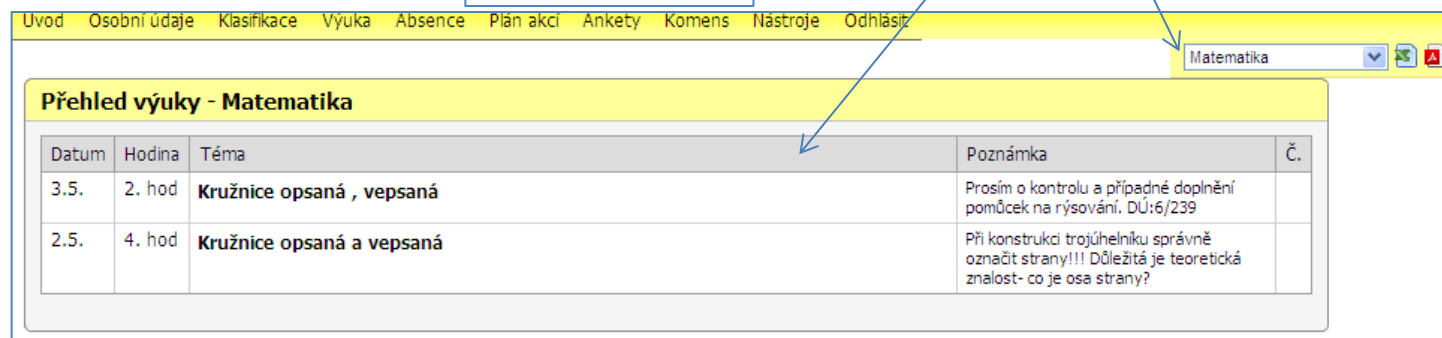 Úvod Osobní údaje Klasifikace Výuka Absence Plán akcí Ankety Komens Nástroje Odhlásit
Matematika
Přehled výuky - Matematika
Datum Hodina Téma Poznámka Č.
3.5. 2. hod Kružnice opsaná , vepsaná Prosím o kontrolu a případné doplnění
pomůcek na rýsování. DÚ:6/239
2.5. 4. hod Kružnice opsaná a vepsaná Při konstrukci trojúhelníku správně
označit strany!!! Důležitá je teoretická
znalost- co je osa strany?